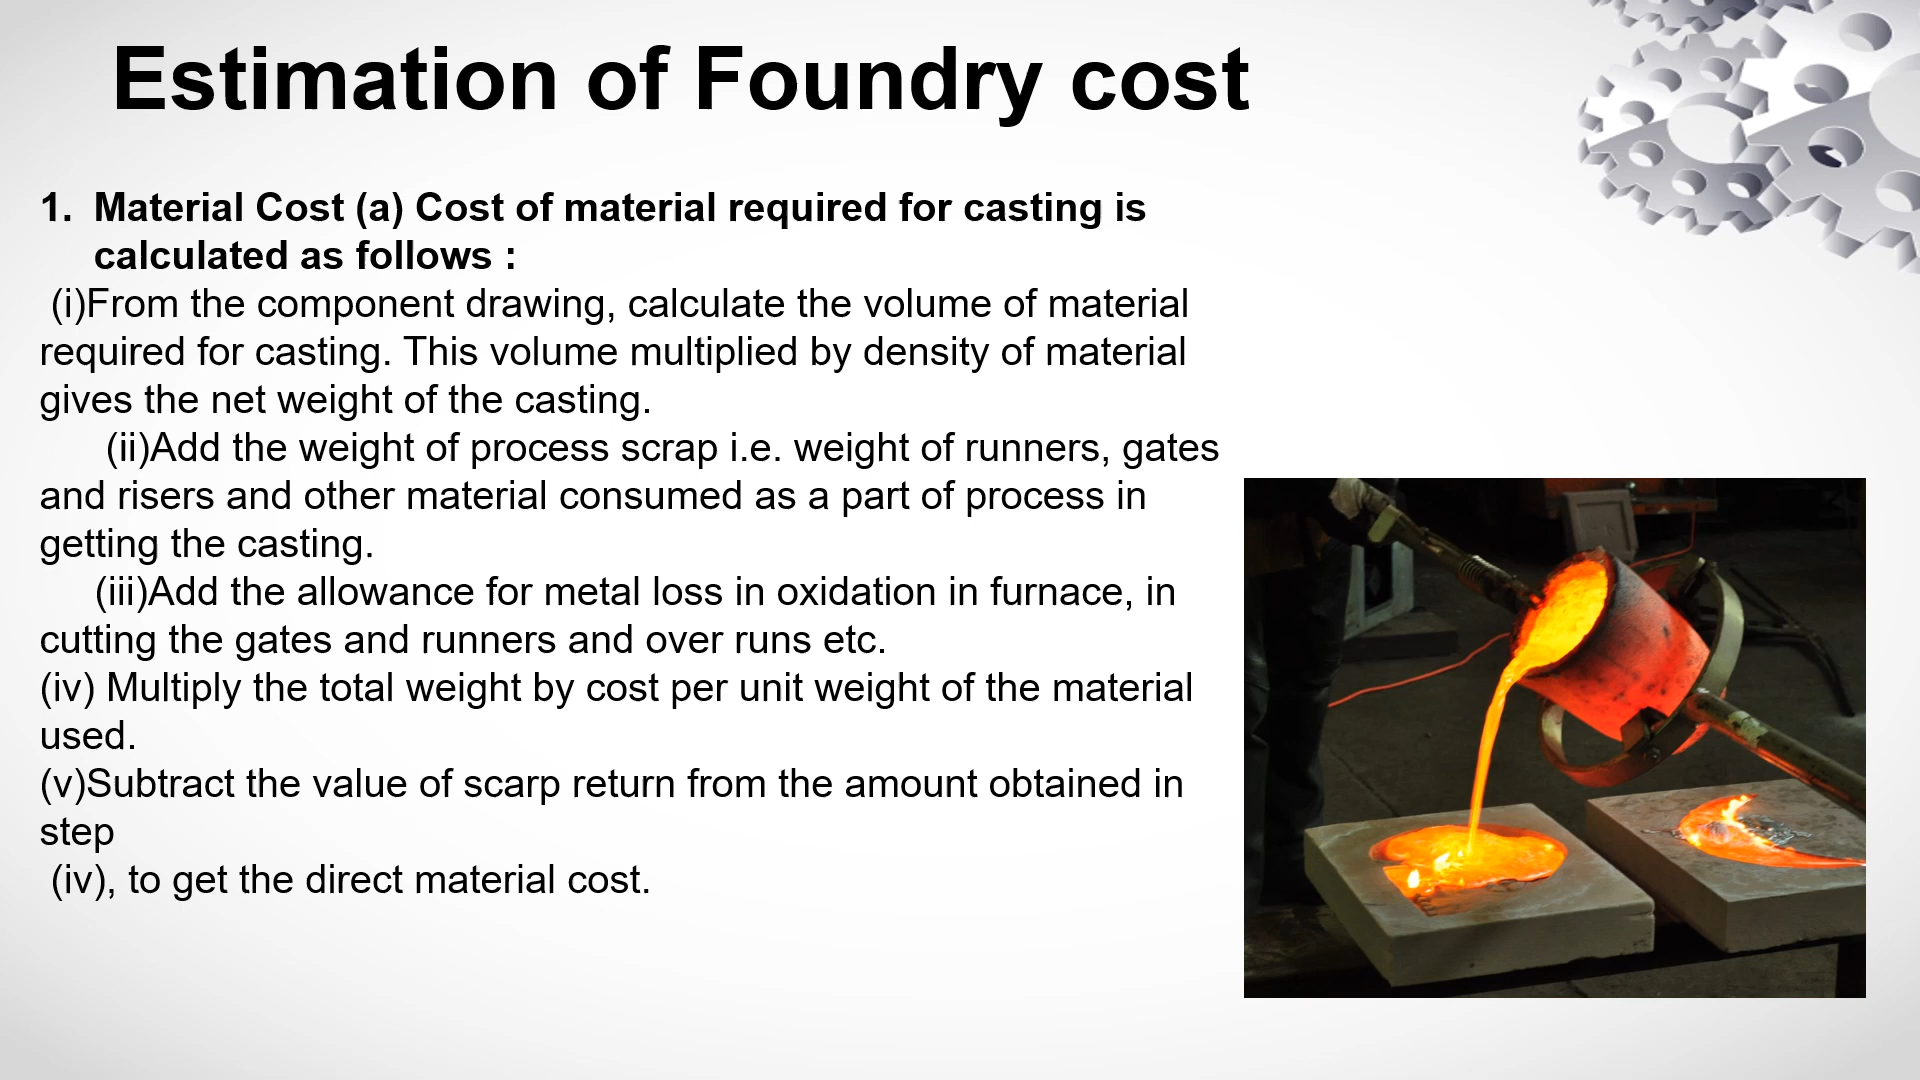 Estimation of Foundry cost
1. Material Cost (a) Cost of material required for casting is
calculated as follows :
(i)From the component drawing, calculate the volume of material
required for casting. This volume multiplied by density of material
gives the net weight of the casting.
(ii)Add the weight of process scrap i.e. weight of runners, gates
and risers and other material consumed as a part of process in
getting the casting.
(iii)Add the allowance for metal loss in oxidation in furnace, in
cutting the gates and runners and over runs etc.
(iv) Multiply the total weight by cost per unit weight of the material
used.
(v)Subtract the value of scarp return from the amount obtained in
step
(iv), to get the direct material cost.